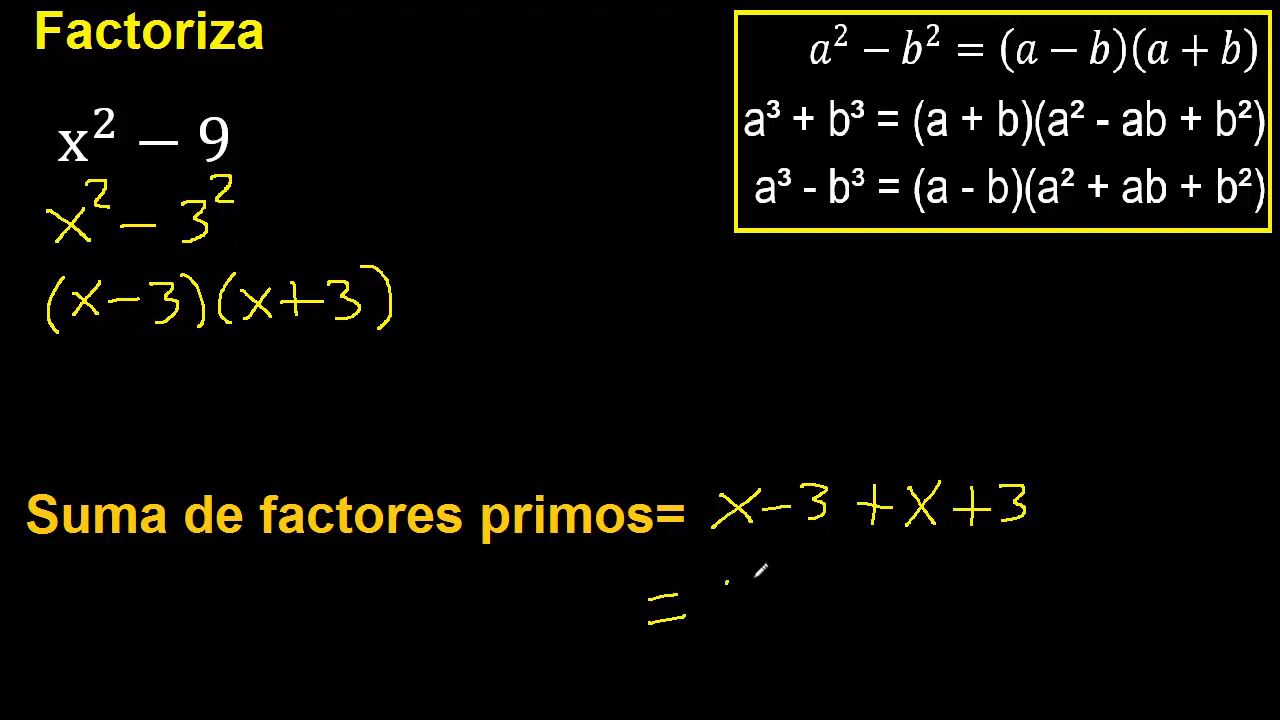 Factoriza
x² − 9
x² − 3²
(x−3)(x+3)
a² − b² = (a − b)(a + b)
a³ + b³ = (a + b)(a² - ab + b²)
a³ - b³ = (a - b)(a² + ab + b²)
Suma de factores primos= x−3 +x+3
=